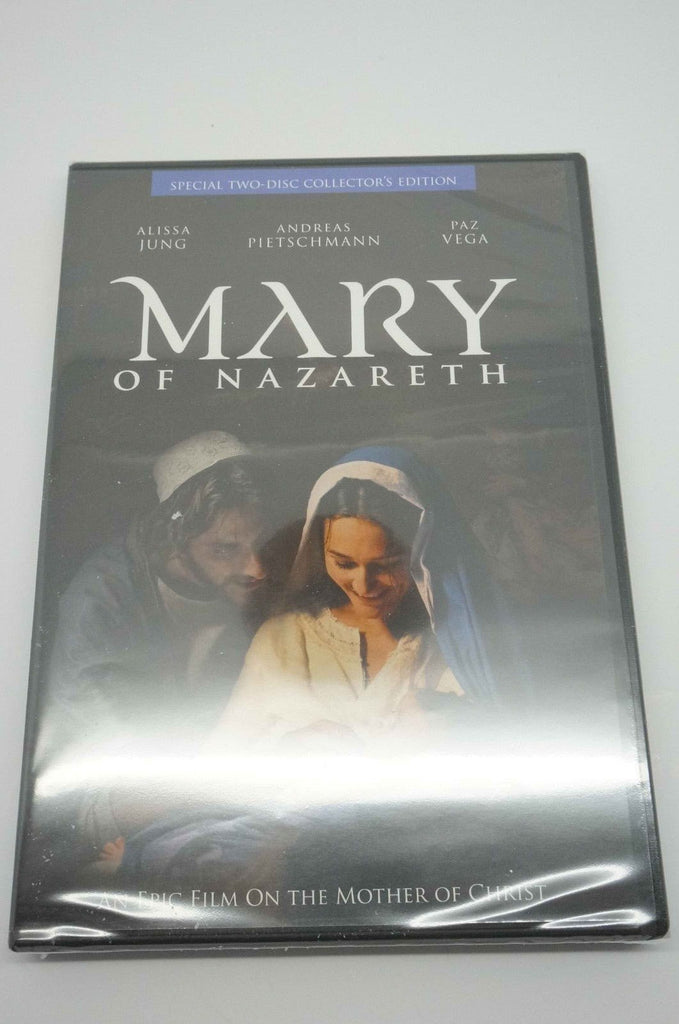 SPECIAL TWO-DISC COLLECTOR'S EDITION
ALISSA JUNG
ANDREAS PIETSCHMANN
PAZ VEGA
MARY
OF NAZARETH
AN EPIC FILM ON THE MOTHER OF CHRIST